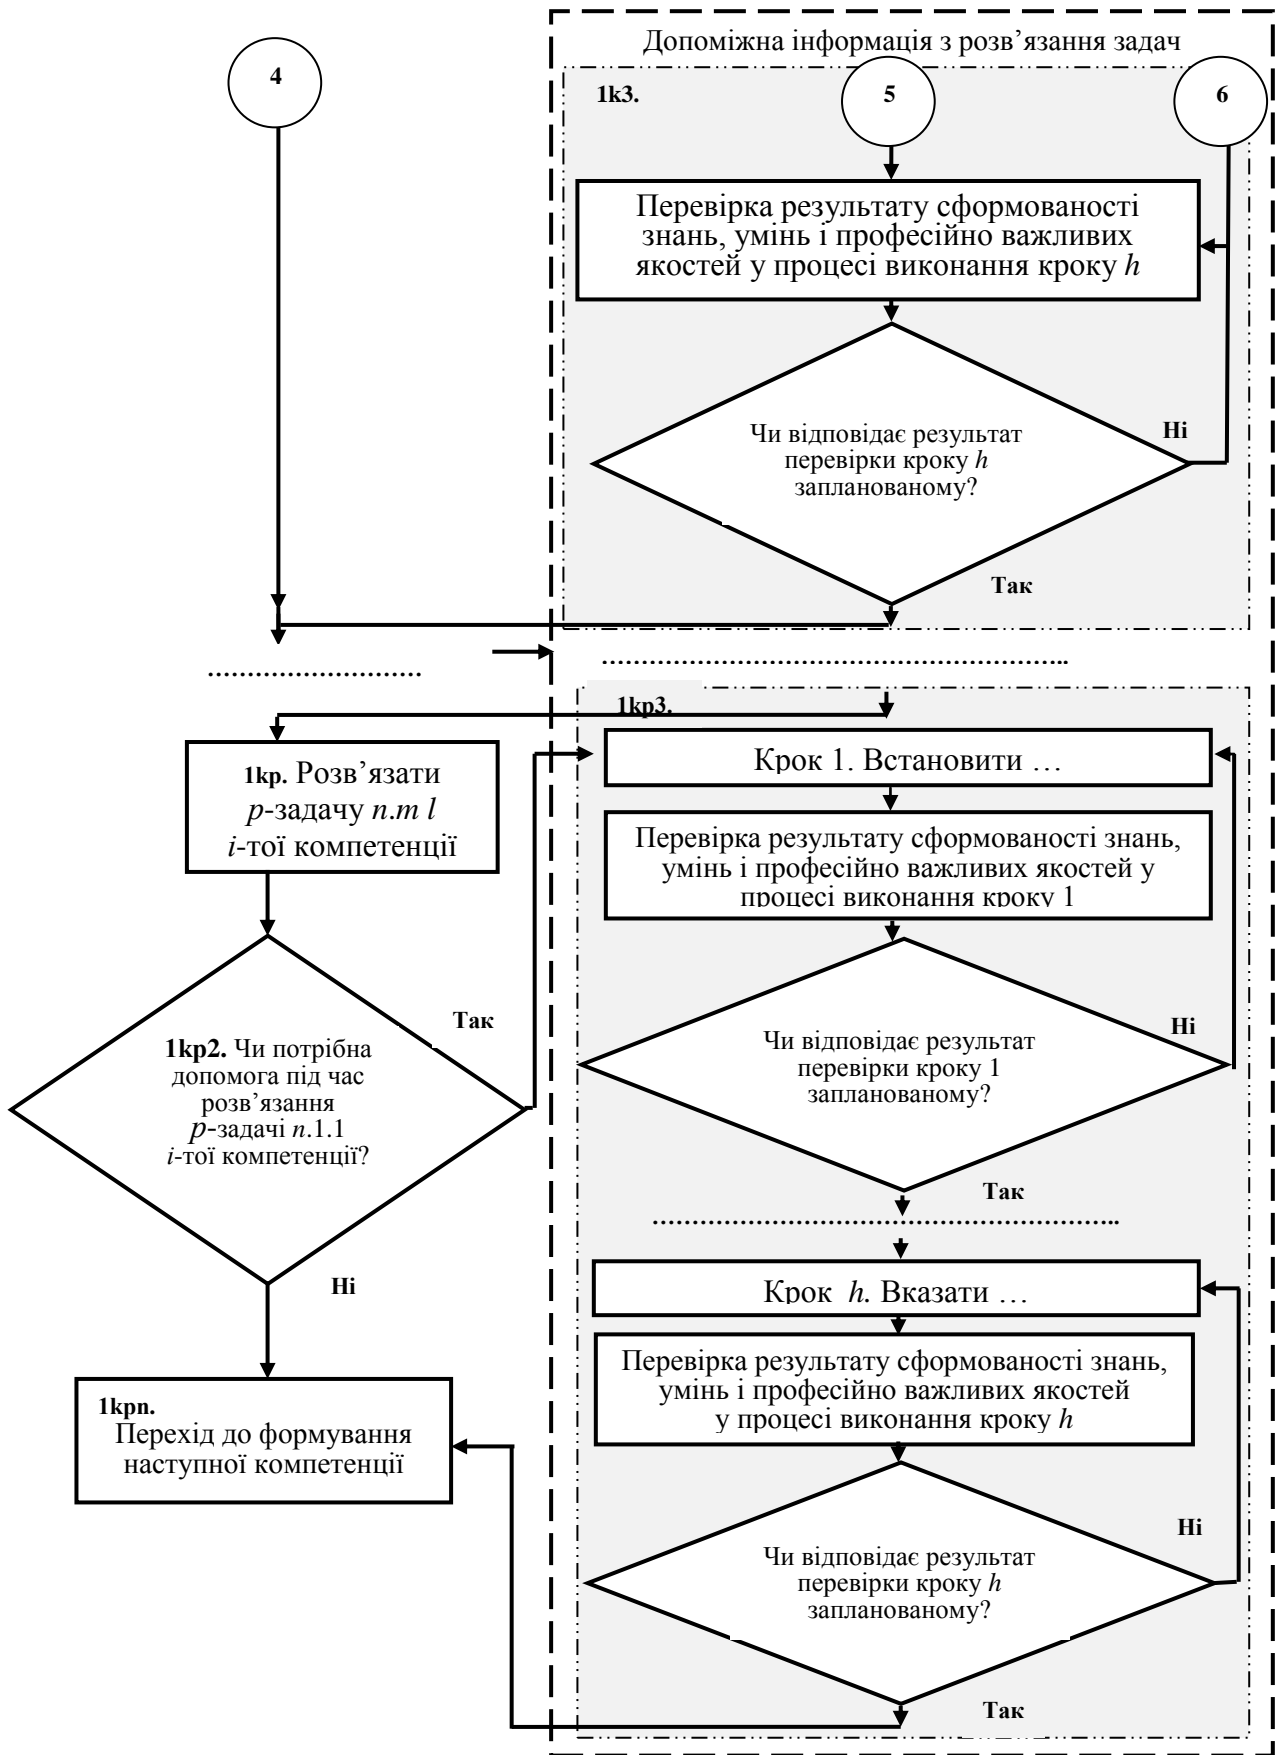 Допоміжна інформація з розв’язання задач
4
1k3.
5
6
Перевірка результату сформованості
знань, умінь і професійно важливих
якостей у процесі виконання кроку h
Чи відповідає результат
перевірки кроку h
запланованому?
Ні
Так
………………………
…………………………………………………..
1kp3.
1kp. Розв’язати
p-задачу n.m l
i-тої компетенції
Крок 1. Встановити …
Перевірка результату сформованості знань,
умінь і професійно важливих якостей у
процесі виконання кроку 1
Так
1kp2. Чи потрібна
допомога під час
розв’язання
p-задачі n.1.1
i-тої компетенції?
Ні
Чи відповідає результат
перевірки кроку 1
запланованому?
Ні
Так
…………………………………………………..
Крок h. Вказати …
Перевірка результату сформованості знань,
умінь і професійно важливих якостей
у процесі виконання кроку h
1kpn.
Перехід до формування
наступної компетенції
Чи відповідає результат
перевірки кроку h
запланованому?
Ні
Так